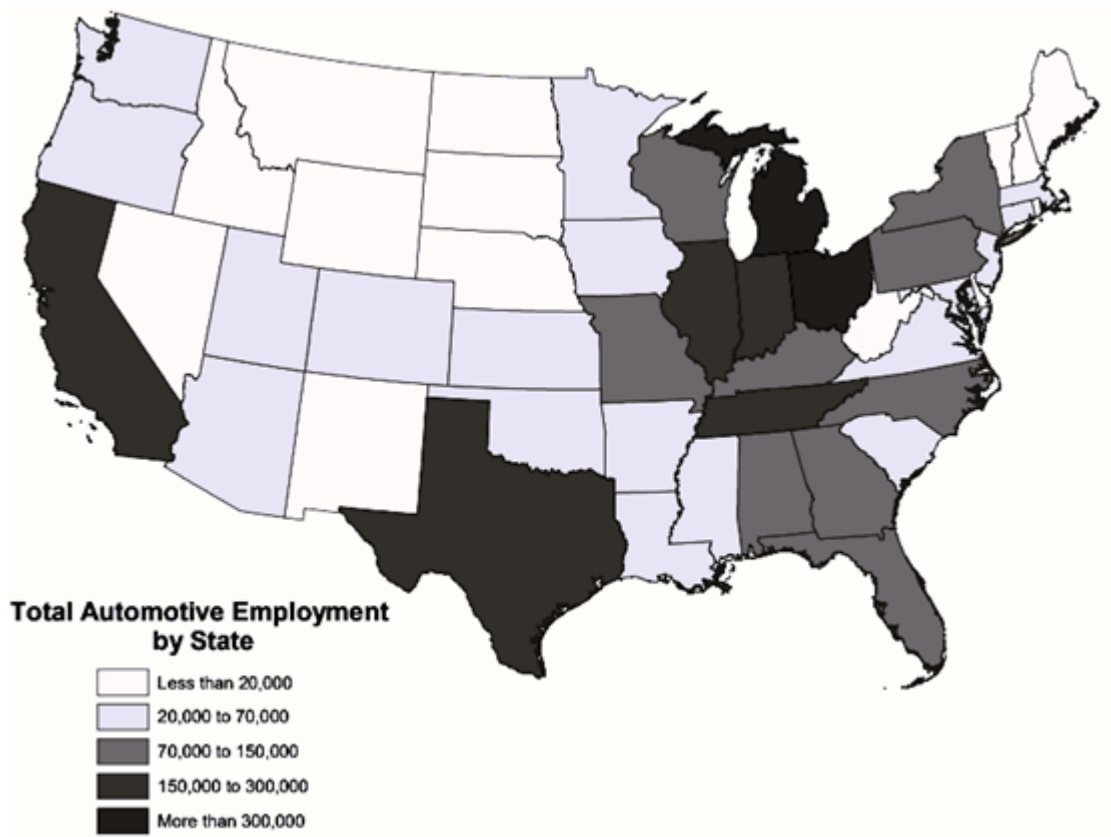 Total Automotive Employment
by State
Less than 20,000
20,000 to 70,000
70,000 to 150,000
150,000 to 300,000
More than 300,000